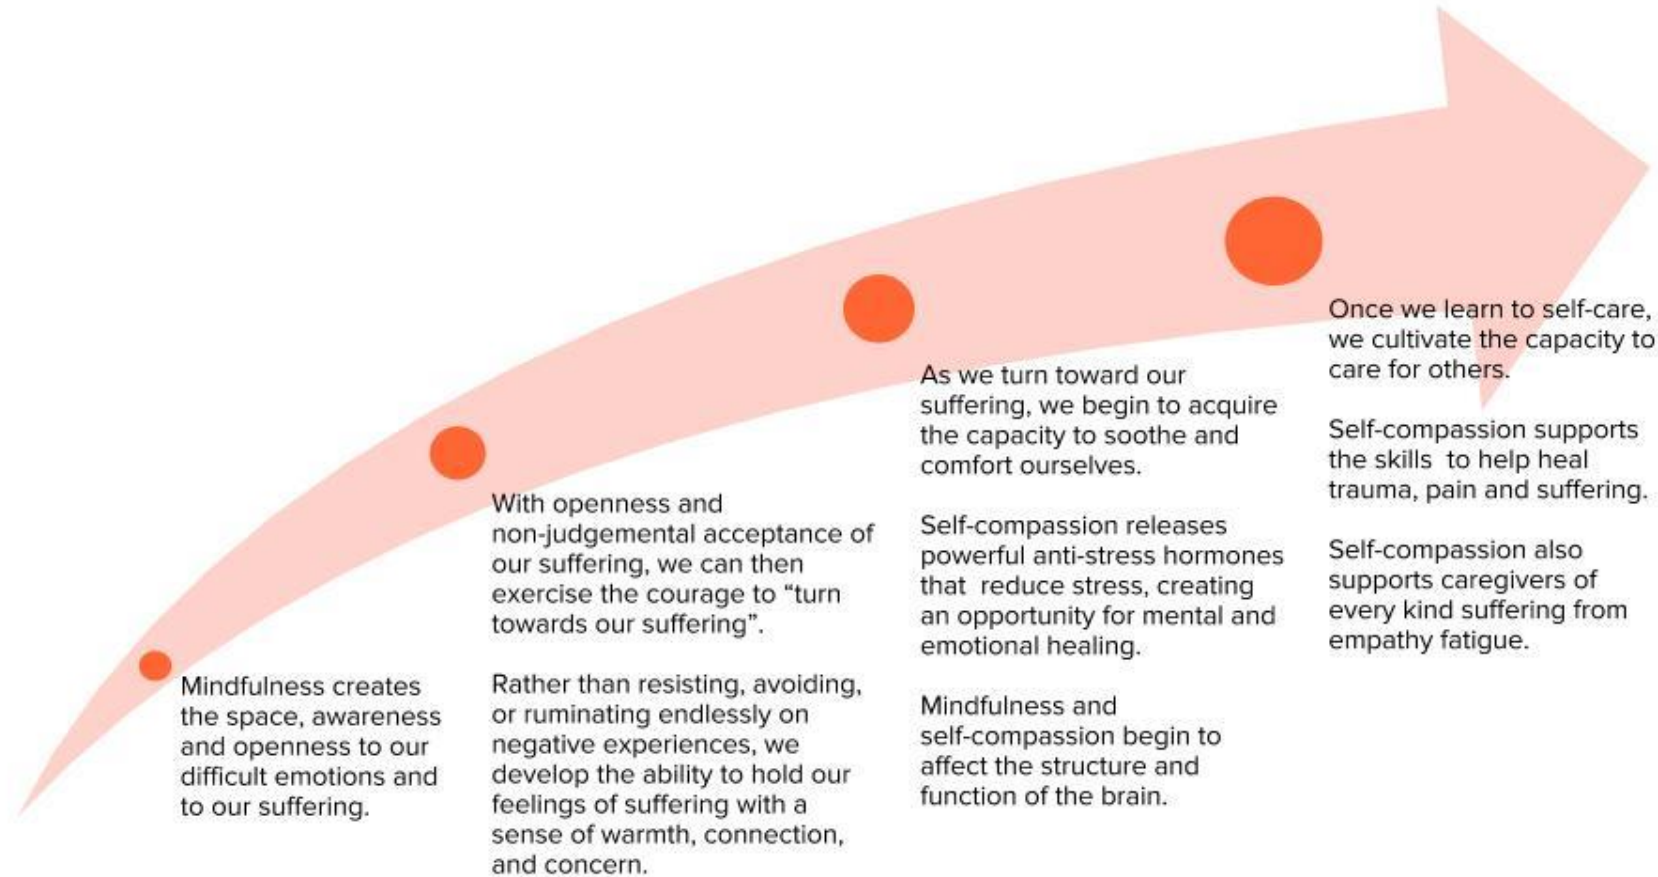 Mindfulness creates
the space, awareness
and openness to our
difficult emotions and
to our suffering.
With openness and
non-judgemental acceptance of
our suffering, we can then
exercise the courage to “turn
towards our suffering”.
Rather than resisting, avoiding,
or ruminating endlessly on
negative experiences, we
develop the ability to hold our
feelings of suffering with a
sense of warmth, connection,
and concern.
As we turn toward our
suffering, we begin to acquire
the capacity to soothe and
comfort ourselves.
Self-compassion releases
powerful anti-stress hormones
that  reduce stress, creating
an opportunity for mental and
emotional healing.
Mindfulness and
self-compassion begin to
affect the structure and
function of the brain.
Once we learn to self-care,
we cultivate the capacity to
care for others.
Self-compassion supports
the skills  to help heal
trauma, pain and suffering.
Self-compassion also
supports caregivers of
every kind suffering from
empathy fatigue.